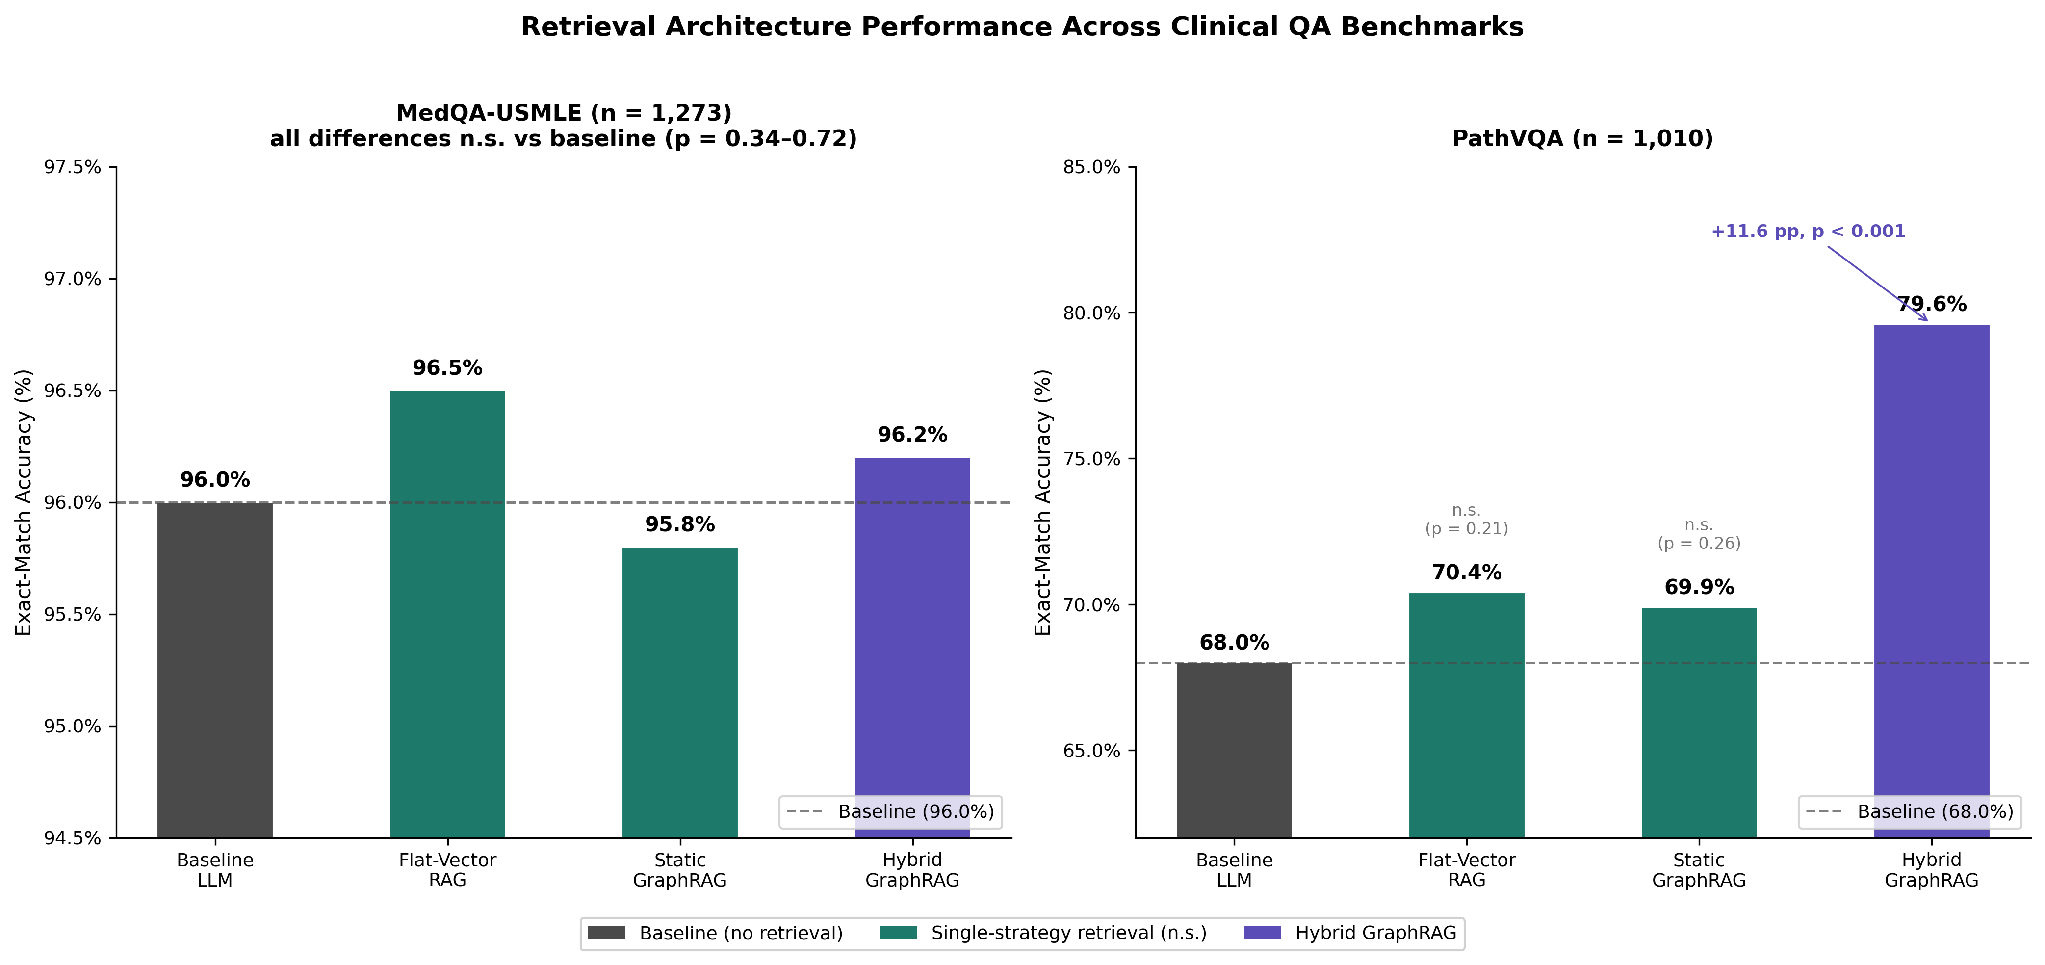 Retrieval Architecture Performance Across Clinical QA Benchmarks
MedQA-USMLE (n = 1,273)
all differences n.s. vs baseline (p = 0.34–0.72)
Exact-Match Accuracy (%)
97.5%
97.0%
96.5%
96.0%
95.5%
95.0%
94.5%
96.0%
96.5%
95.8%
96.2%
Baseline (96.0%)
Baseline
LLM
Flat-Vector
RAG
Static
GraphRAG
Hybrid
GraphRAG
PathVQA (n = 1,010)
Exact-Match Accuracy (%)
85.0%
80.0%
75.0%
70.0%
65.0%
68.0%
n.s.
(p = 0.21)
70.4%
n.s.
(p = 0.26)
69.9%
+11.6 pp, p < 0.001
79.6%
Baseline (68.0%)
Baseline
LLM
Flat-Vector
RAG
Static
GraphRAG
Hybrid
GraphRAG
Baseline (no retrieval)
Single-strategy retrieval (n.s.)
Hybrid GraphRAG